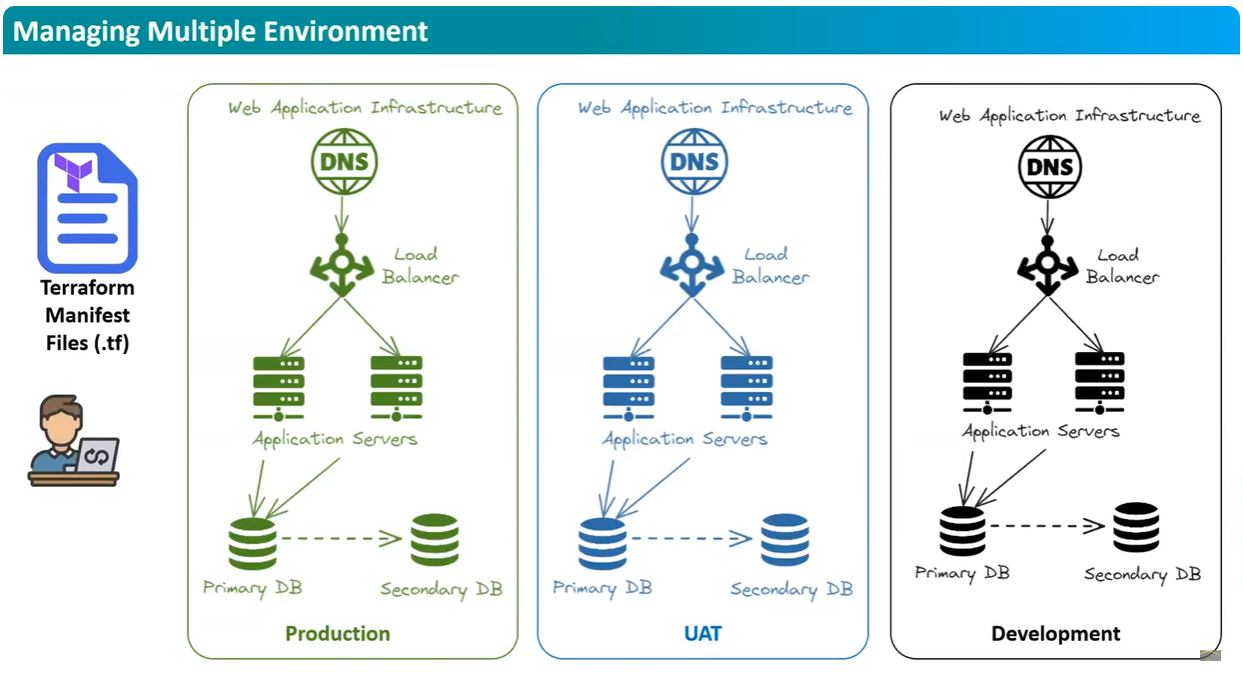 Managing Multiple Environment
Terraform
Manifest
Files (.tf)
Web Application Infrastructure
DNS
Load
Balancer
Application Servers
Primary DB
Secondary DB
Production
Web Application Infrastructure
DNS
Load
Balancer
Application Servers
Primary DB
Secondary DB
UAT
Web Application Infrastructure
DNS
Load
Balancer
Application Servers
Primary DB
Secondary DB
Development